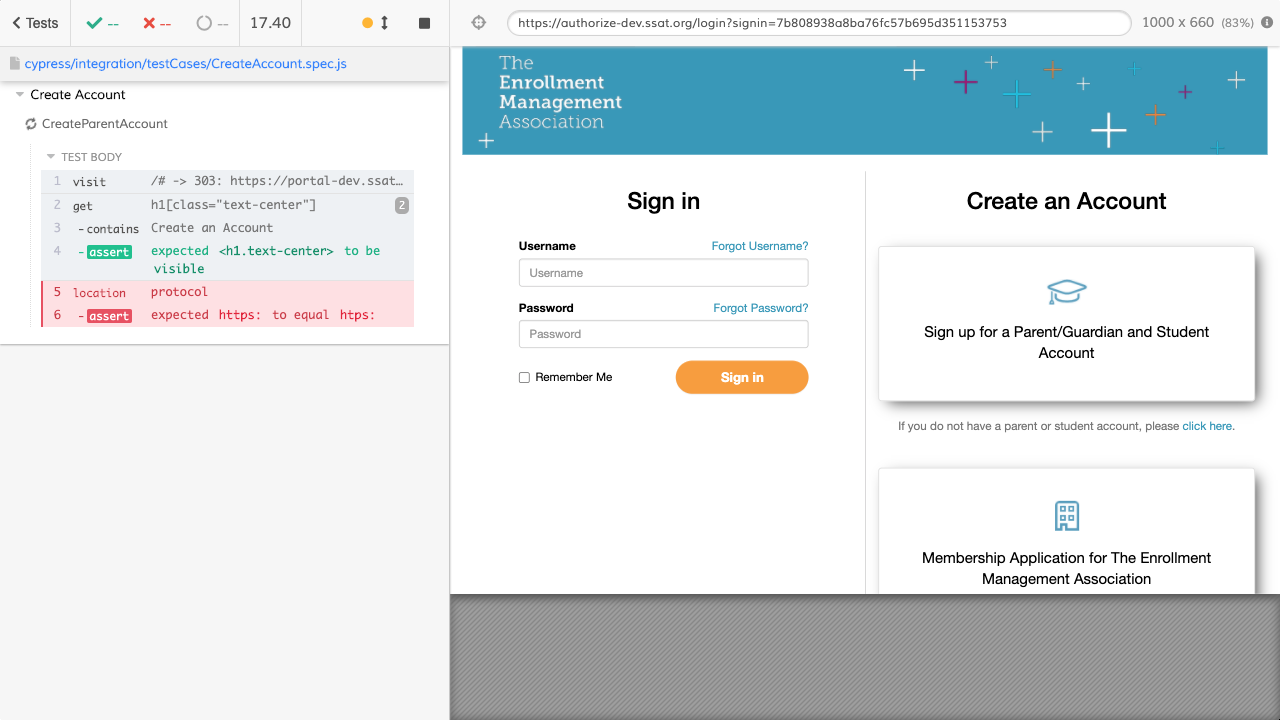 Tests
--
--
--
17.40
https://authorize-dev.ssat.org/login?signin=7b808938a8ba76fc57b695d351153753
1000 x 660 (83%)
cypress/integration/testCases/CreateAccount.spec.js
Create Account
CreateParentAccount
TEST BODY
1 visit /# -> 303: https://portal-dev.ssat…
2 get h1[class="text-center"] 2
3 -contains Create an Account
4 -assert expected <h1.text-center> to be
visible
5 location protocol
6 -assert expected https: to equal htps:
The
Enrollment
Management
Association
Sign in
Username Forgot Username?
Username
Password Forgot Password?
Password
Remember Me Sign in
Create an Account
Sign up for a Parent/Guardian and Student
Account
If you do not have a parent or student account, please click here.
Membership Application for The Enrollment
Management Association